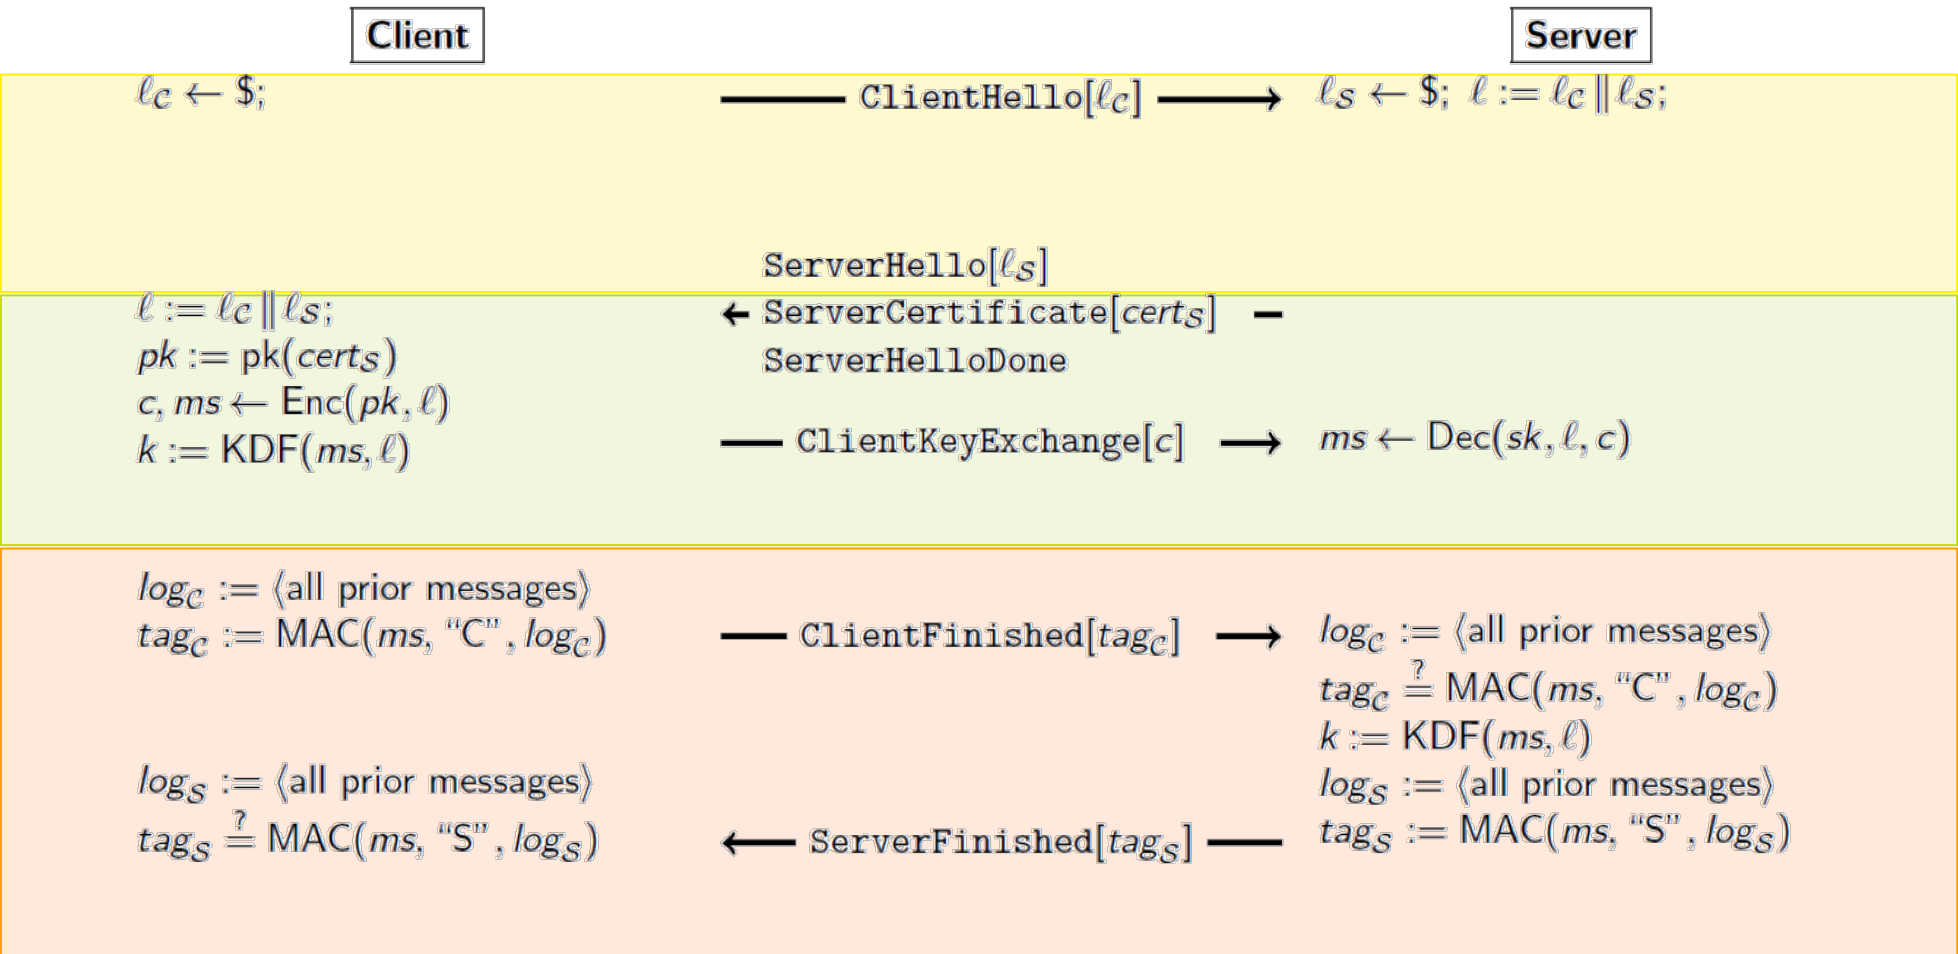 Client
Server
ℓ_𝒞 ← $;
ClientHello[ℓ_𝒞]
ℓ_𝒮 ← $; ℓ := ℓ_𝒞 ‖ ℓ_𝒮;
ServerHello[ℓ_𝒮]
ℓ := ℓ_𝒞 ‖ ℓ_𝒮;
ServerCertificate[cert_𝒮]
pk := pk(cert_𝒮)
ServerHelloDone
c, ms ← Enc(pk, ℓ)
k := KDF(ms, ℓ)
ClientKeyExchange[c]
ms ← Dec(sk, ℓ, c)
log_𝒞 := ⟨all prior messages⟩
tag_𝒞 := MAC(ms, “C”, log_𝒞)
ClientFinished[tag_𝒞]
log_𝒞 := ⟨all prior messages⟩
tag_𝒞 ≟ MAC(ms, “C”, log_𝒞)
k := KDF(ms, ℓ)
log_𝒮 := ⟨all prior messages⟩
log_𝒮 := ⟨all prior messages⟩
tag_𝒮 ≟ MAC(ms, “S”, log_𝒮)
ServerFinished[tag_𝒮]
tag_𝒮 := MAC(ms, “S”, log_𝒮)